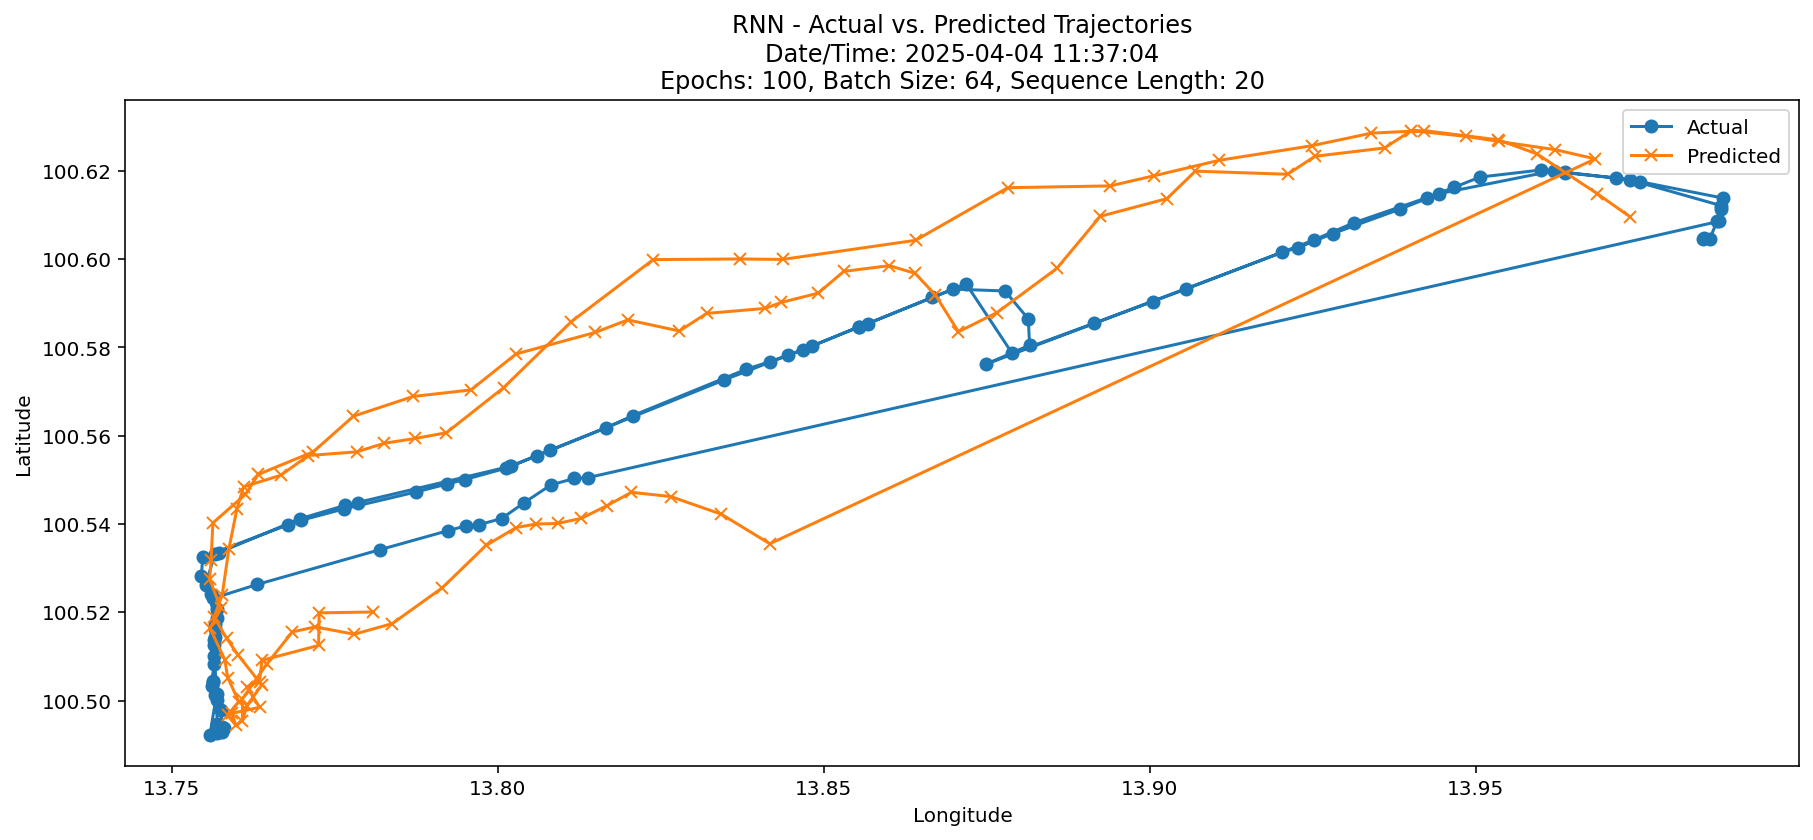 RNN - Actual vs. Predicted Trajectories
Date/Time: 2025-04-04 11:37:04
Epochs: 100, Batch Size: 64, Sequence Length: 20
Actual
Predicted
100.62
100.60
100.58
100.56
100.54
100.52
100.50
Latitude
13.75
13.80
13.85
13.90
13.95
Longitude